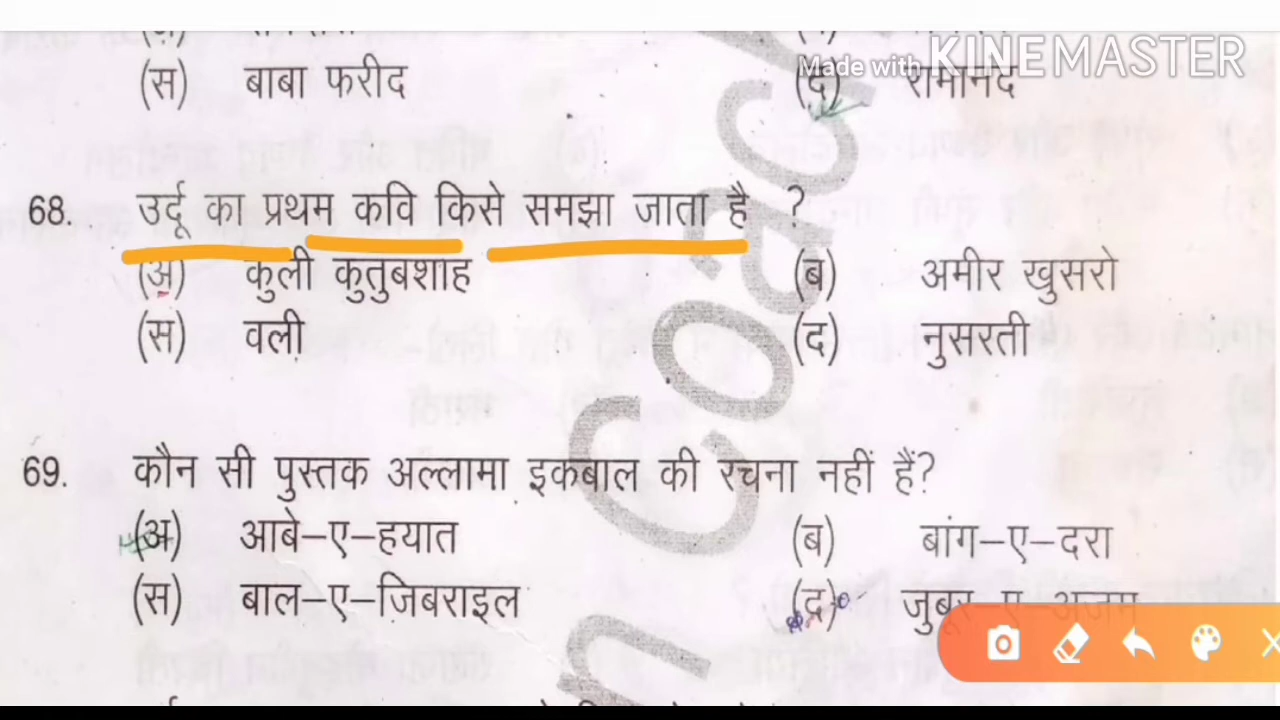 Made with KINEMASTER
(स) बाबा फरीद (द) रामानंद
68. उर्दू का प्रथम कवि किसे समझा जाता है ?
(अ) कुली कुतुबशाह (ब) अमीर खुसरो
(स) वली (द) नुसरती
69. कौन सी पुस्तक अल्लामा इकबाल की रचना नहीं हैं?
(अ) आबे-ए-हयात (ब) बांग-ए-दरा
(स) बाल-ए-जिबराइल (द) जुबूर-ए-अजम